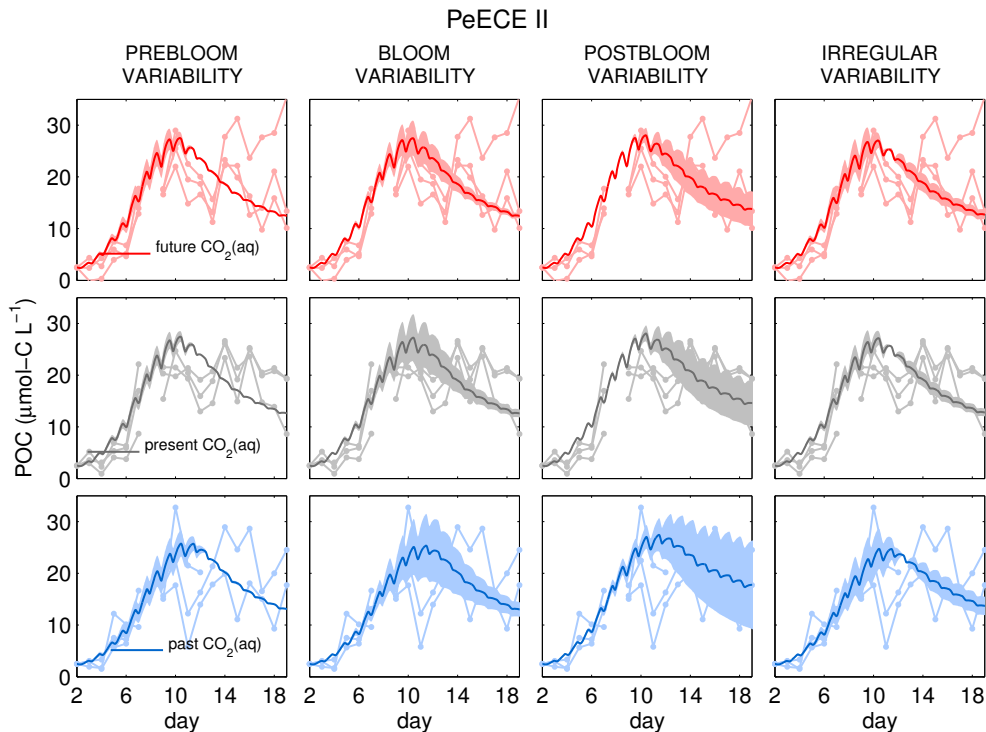 PeECE II
PREBLOOM
VARIABILITY
BLOOM
VARIABILITY
POSTBLOOM
VARIABILITY
IRREGULAR
VARIABILITY
30
20
10
0
future CO2(aq)
POC (μmol−C L−1)
30
20
10
0
present CO2(aq)
30
20
10
0
past CO2(aq)
2 6 10 14 18
2 6 10 14 18
2 6 10 14 18
2 6 10 14 18
day
day
day
day